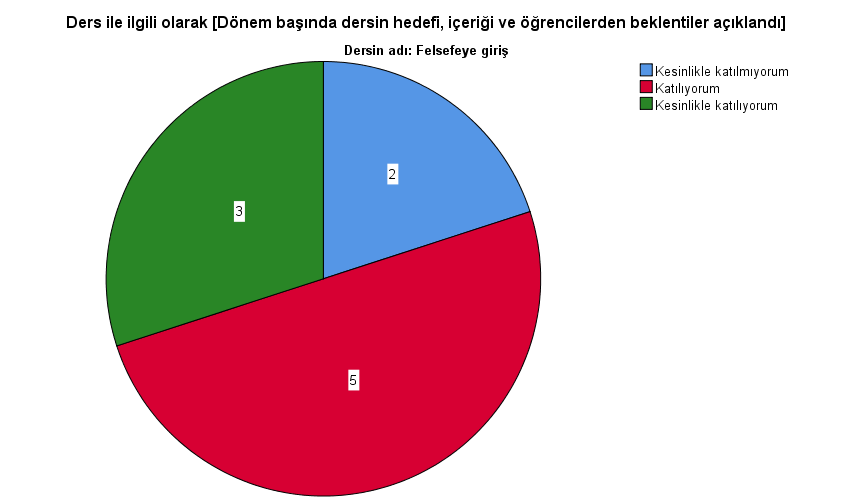 Ders ile ilgili olarak [Dönem başında dersin hedefi, içeriği ve öğrencilerden beklentiler açıklandı]
Dersin adı: Felsefeye giriş
Kesinlikle katılmıyorum
Katılıyorum
Kesinlikle katılıyorum
2
3
5